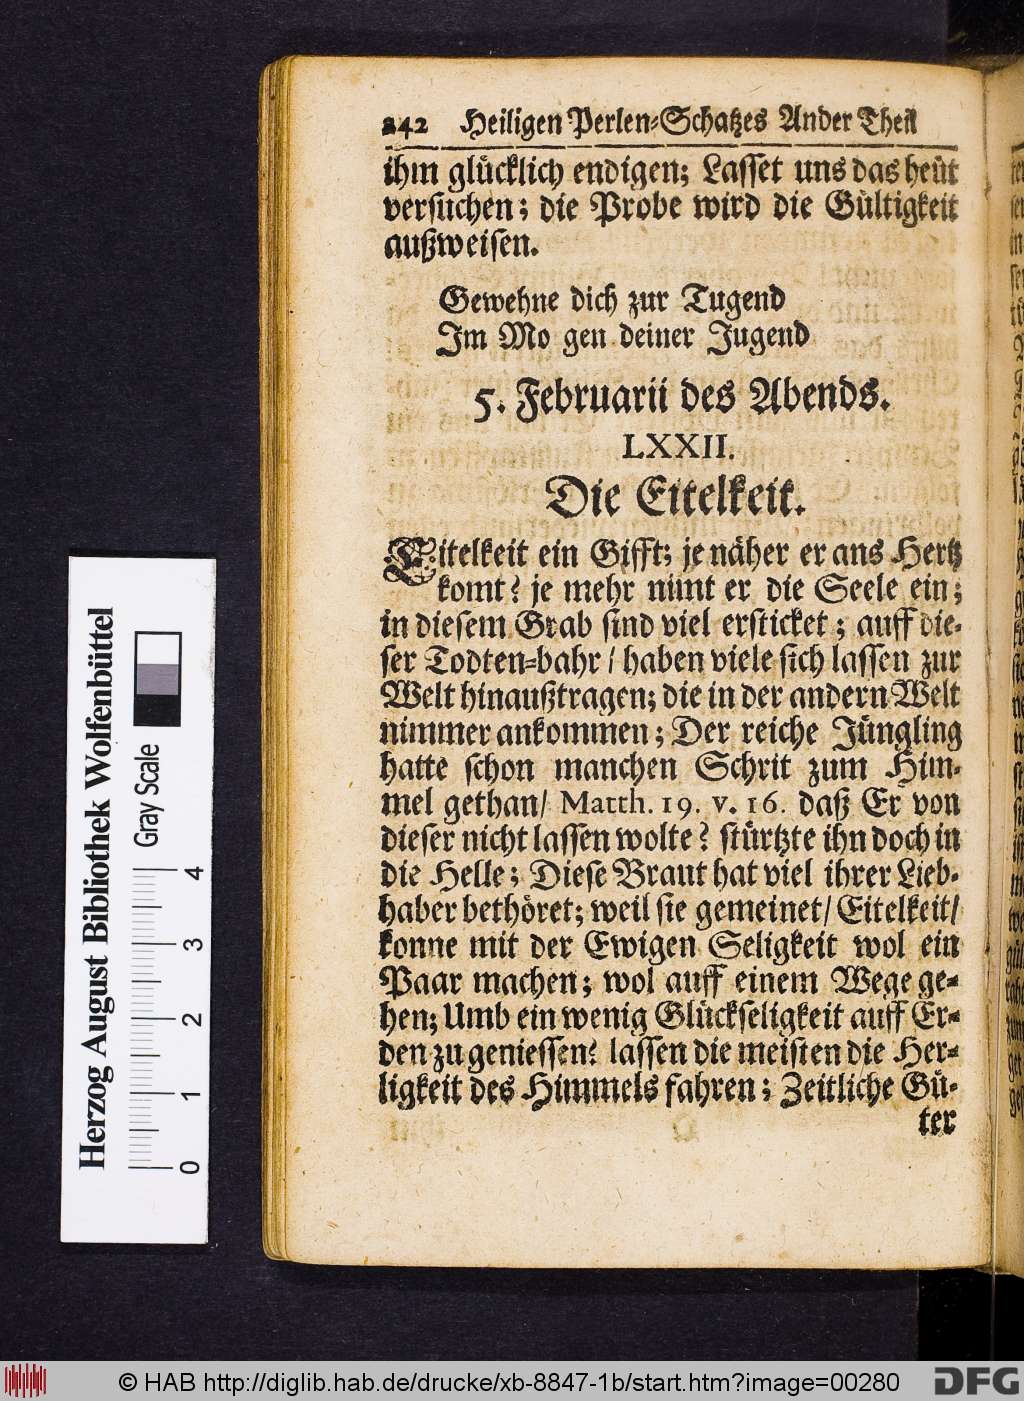 242 Heiligen Perlen-Schatzes Ander Theil
ihm glücklich endigen; Lasset uns das heut
versuchen; die Probe wird die Gültigkeit
außweisen.
Gewehne dich zur Tugend
Im Mo gen deiner Jugend
5. Februarii des Abends.
LXXII.
Die Eitelkeit.
Eitelkeit ein Gifft; je näher er ans Hertz
komt? je mehr nimt er die Seele ein;
in diesem Grab sind viel ersticket; auff die-
ser Todten-bahr / haben viele sich lassen zur
Welt hinaußtragen; die in der andern Welt
nimmer ankommen; Der reiche Jüngling
hatte schon manchen Schrit zum Him-
mel gethan/ Matth. 19. v. 16. daß Er von
dieser nicht lassen wolte? stürtzte ihn doch in
die Helle; Diese Braut hat viel ihrer Lieb-
haber bethöret; weil sie gemeinet/ Eitelkeit/
konne mit der Ewigen Seligkeit wol ein
Paar machen; wol auff einem Wege ge-
hen; Umb ein wenig Glückseligkeit auff Er-
den zu geniessen? lassen die meisten die Her-
ligkeit des Himmels fahren; Zeitliche Gü-
ter
Herzog August Bibliothek Wolfenbüttel
Gray Scale
0 1 2 3 4
© HAB http://diglib.hab.de/drucke/xb-8847-1b/start.htm?image=00280
DFG